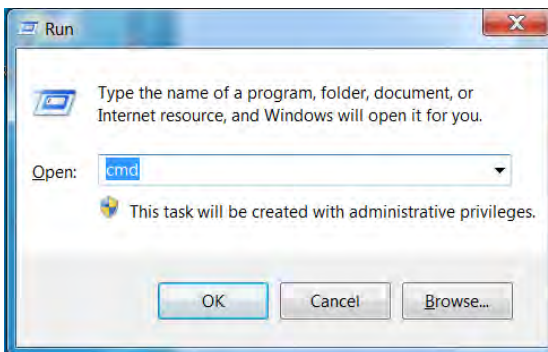 Run
Type the name of a program, folder, document, or
Internet resource, and Windows will open it for you.
Open:
cmd
This task will be created with administrative privileges.
OK
Cancel
Browse...